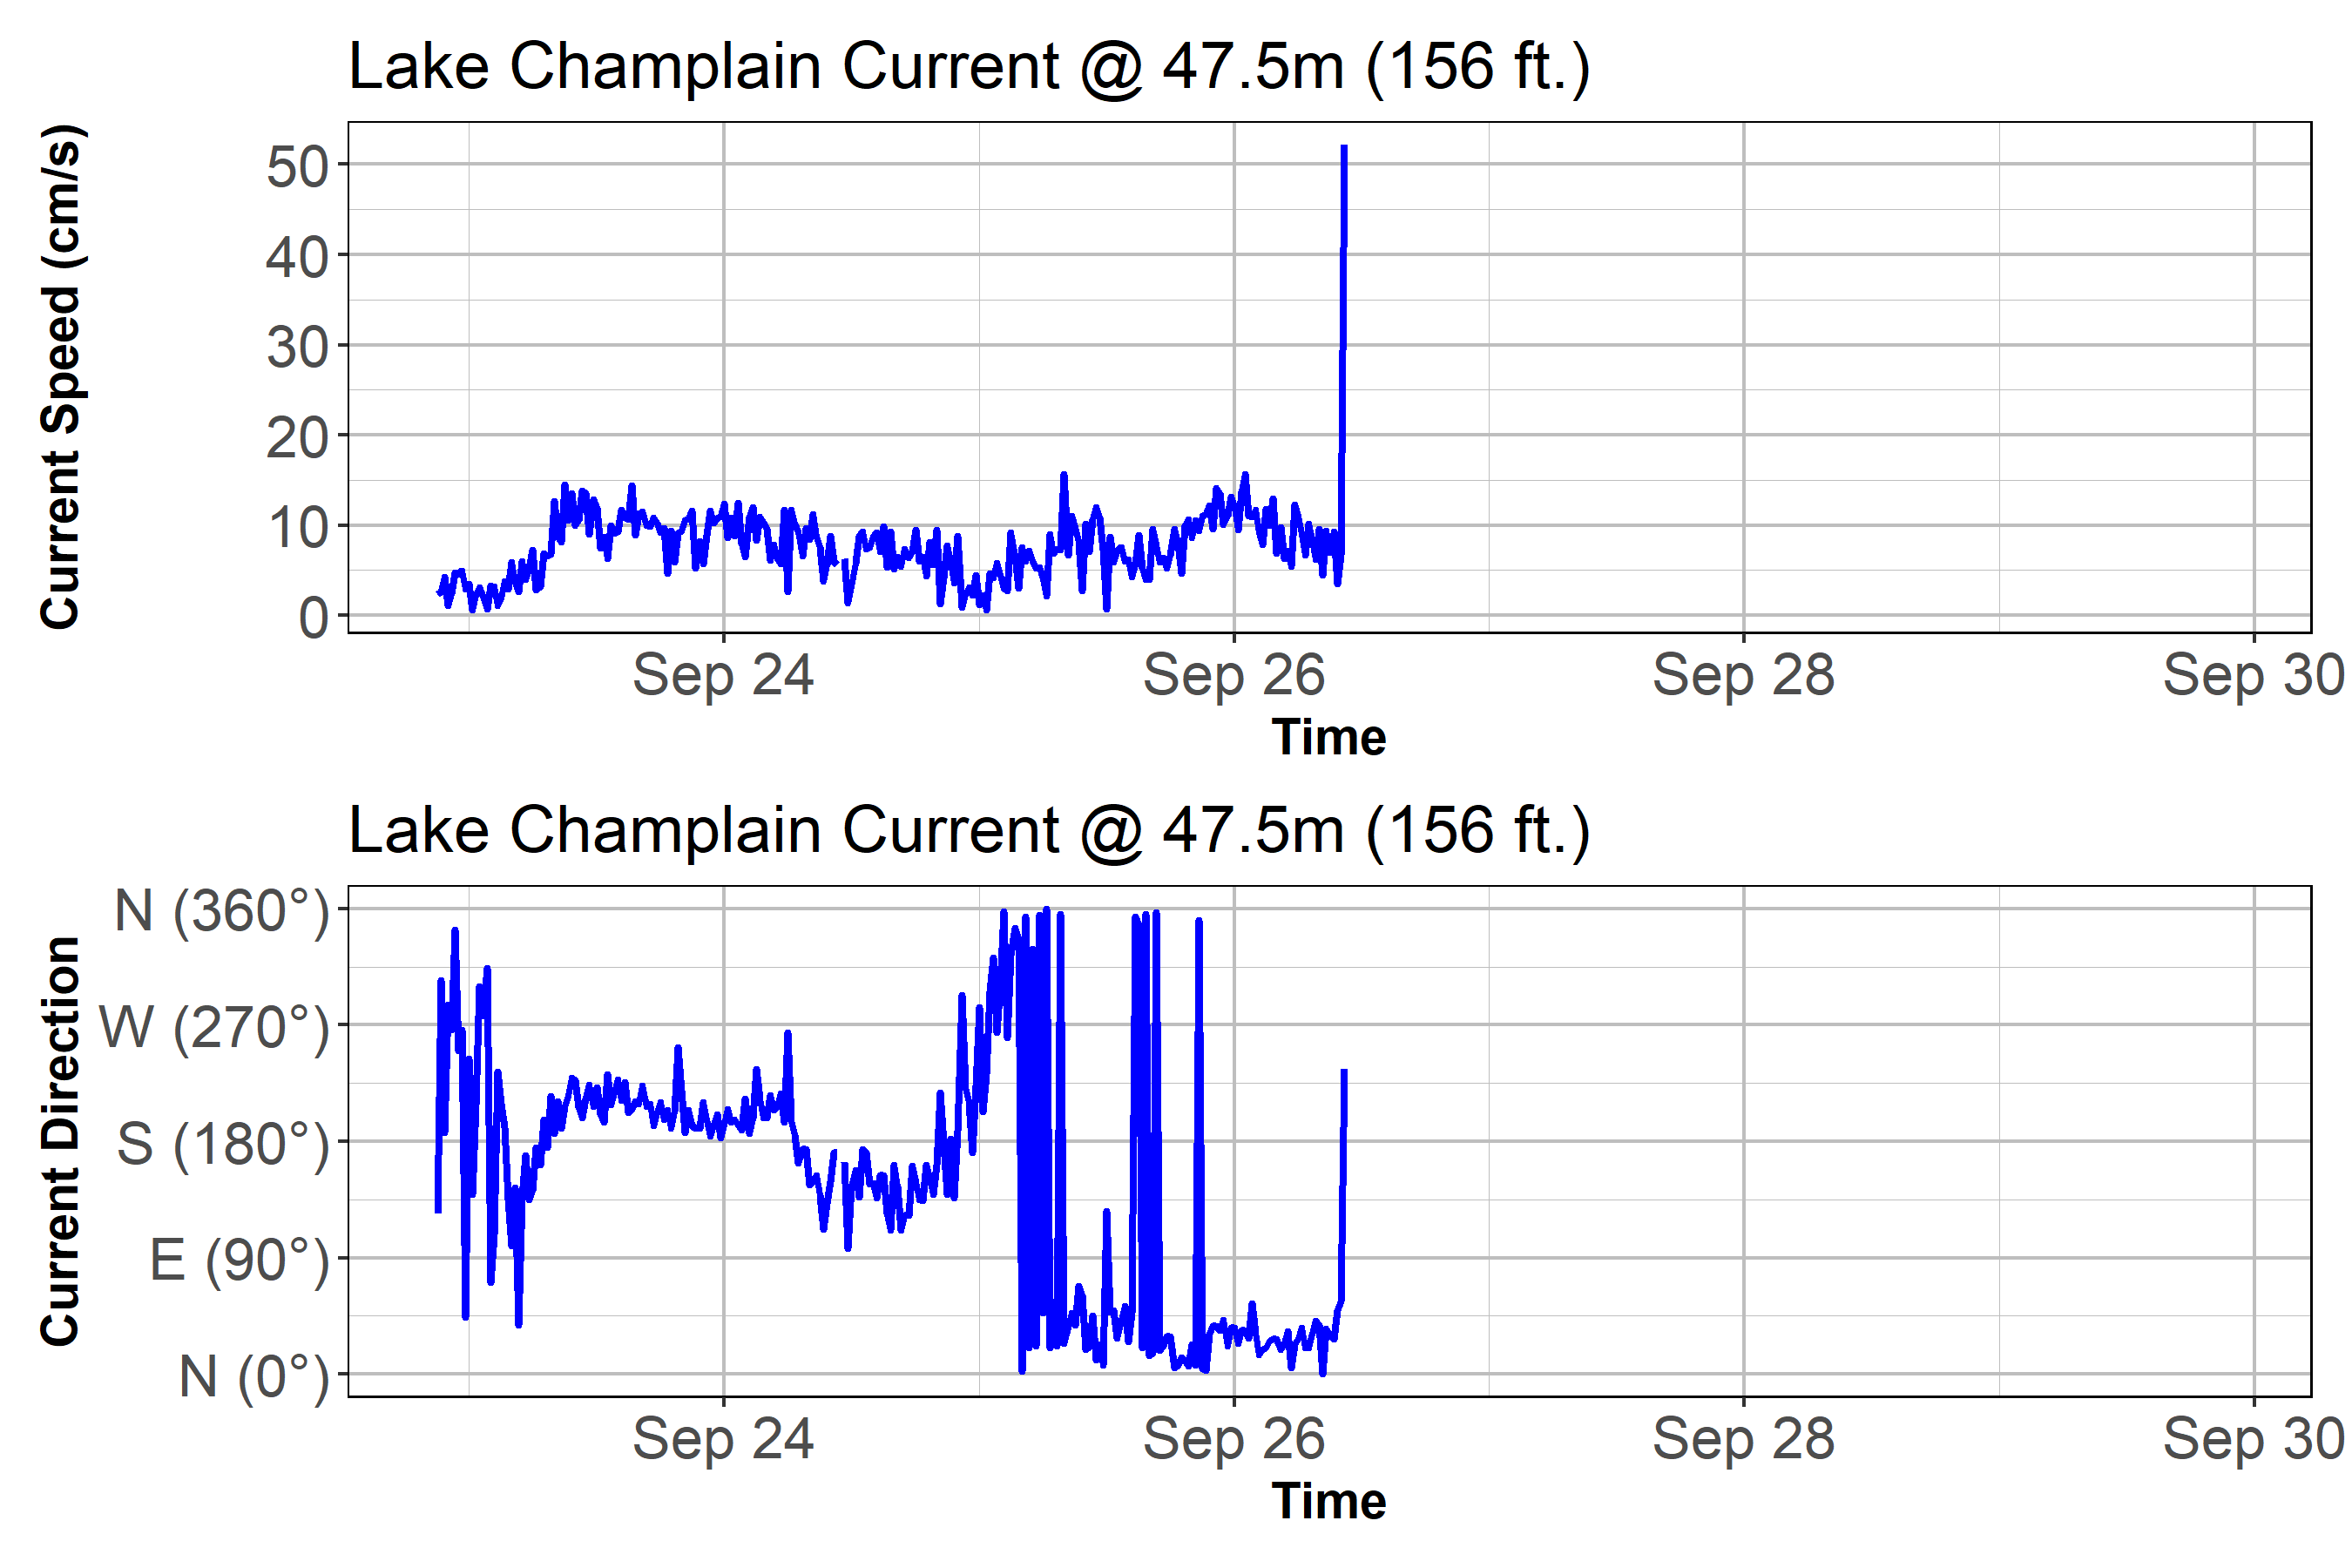 Lake Champlain Current @ 47.5m (156 ft.)
Current Speed (cm/s)
50
40
30
20
10
0
Sep 24 Sep 26 Sep 28 Sep 30
Time
Lake Champlain Current @ 47.5m (156 ft.)
Current Direction
N (360°)
W (270°)
S (180°)
E (90°)
N (0°)
Sep 24 Sep 26 Sep 28 Sep 30
Time